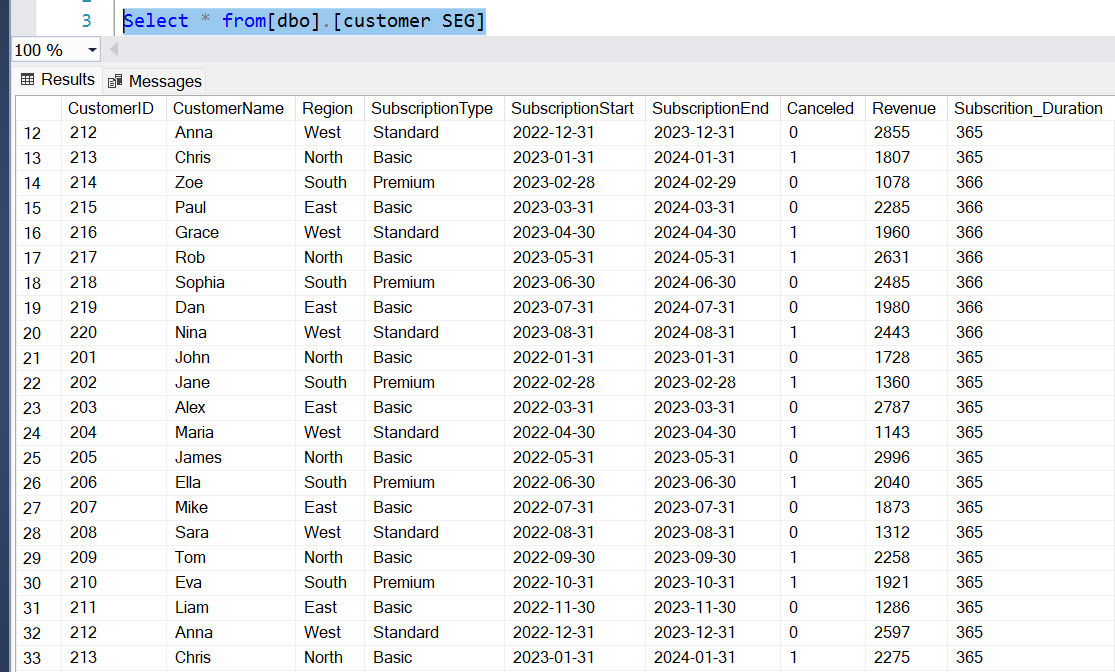 3 Select * from[dbo].[customer SEG]
100 %
Results Messages
CustomerID CustomerName Region SubscriptionType SubscriptionStart SubscriptionEnd Canceled Revenue Subscrition_Duration
12 212 Anna West Standard 2022-12-31 2023-12-31 0 2855 365
13 213 Chris North Basic 2023-01-31 2024-01-31 1 1807 365
14 214 Zoe South Premium 2023-02-28 2024-02-29 0 1078 366
15 215 Paul East Basic 2023-03-31 2024-03-31 0 2285 366
16 216 Grace West Standard 2023-04-30 2024-04-30 1 1960 366
17 217 Rob North Basic 2023-05-31 2024-05-31 1 2631 366
18 218 Sophia South Premium 2023-06-30 2024-06-30 0 2485 366
19 219 Dan East Basic 2023-07-31 2024-07-31 0 1980 366
20 220 Nina West Standard 2023-08-31 2024-08-31 1 2443 366
21 201 John North Basic 2022-01-31 2023-01-31 0 1728 365
22 202 Jane South Premium 2022-02-28 2023-02-28 1 1360 365
23 203 Alex East Basic 2022-03-31 2023-03-31 0 2787 365
24 204 Maria West Standard 2022-04-30 2023-04-30 1 1143 365
25 205 James North Basic 2022-05-31 2023-05-31 0 2996 365
26 206 Ella South Premium 2022-06-30 2023-06-30 1 2040 365
27 207 Mike East Basic 2022-07-31 2023-07-31 0 1873 365
28 208 Sara West Standard 2022-08-31 2023-08-31 0 1312 365
29 209 Tom North Basic 2022-09-30 2023-09-30 1 2258 365
30 210 Eva South Premium 2022-10-31 2023-10-31 1 1921 365
31 211 Liam East Basic 2022-11-30 2023-11-30 0 1286 365
32 212 Anna West Standard 2022-12-31 2023-12-31 0 2597 365
33 213 Chris North Basic 2023-01-31 2024-01-31 1 2275 365